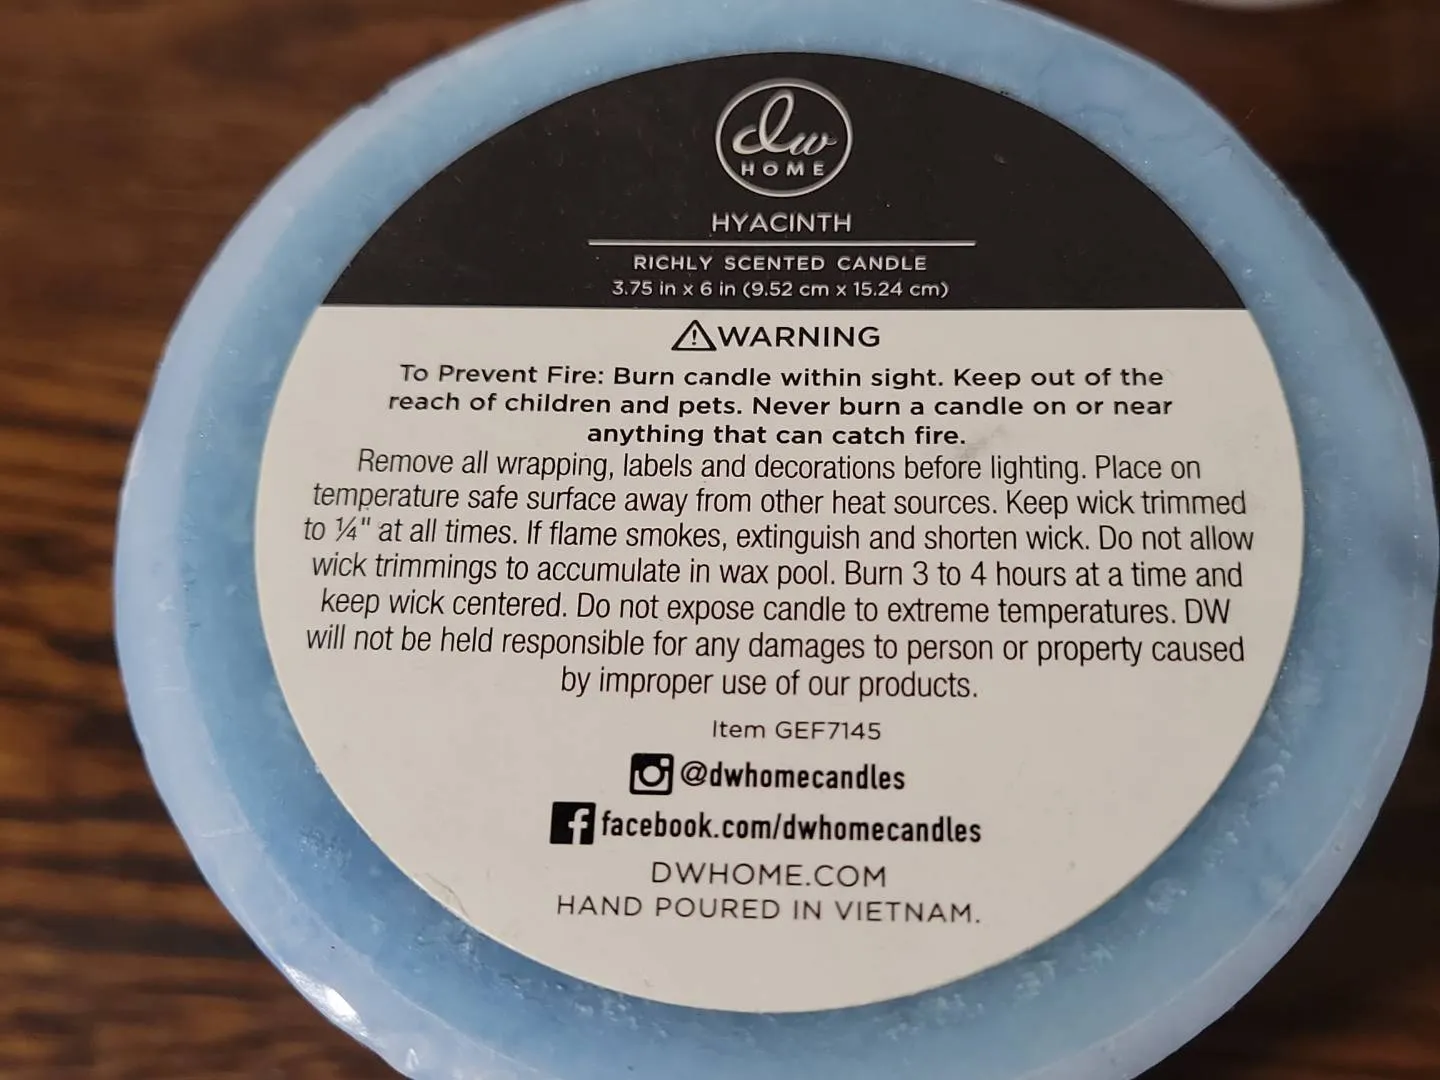 dw
HOME
HYACINTH
RICHLY SCENTED CANDLE
3.75 in x 6 in (9.52 cm x 15.24 cm)
⚠WARNING
To Prevent Fire: Burn candle within sight. Keep out of the
reach of children and pets. Never burn a candle on or near
anything that can catch fire.
Remove all wrapping, labels and decorations before lighting. Place on
temperature safe surface away from other heat sources. Keep wick trimmed
to ¼" at all times. If flame smokes, extinguish and shorten wick. Do not allow
wick trimmings to accumulate in wax pool. Burn 3 to 4 hours at a time and
keep wick centered. Do not expose candle to extreme temperatures. DW
will not be held responsible for any damages to person or property caused
by improper use of our products.
Item GEF7145
@dwhomecandles
facebook.com/dwhomecandles
DWHOME.COM
HAND POURED IN VIETNAM.